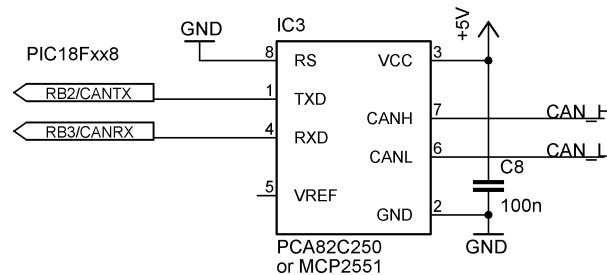 GND
IC3
+5V
PIC18Fxx8
8
RS
VCC
3
RB2/CANTX
1
TXD
CANH
7
CAN_H
RB3/CANRX
4
RXD
CANL
6
CAN_L
C8
5
VREF
100n
GND
2
GND
PCA82C250
or MCP2551